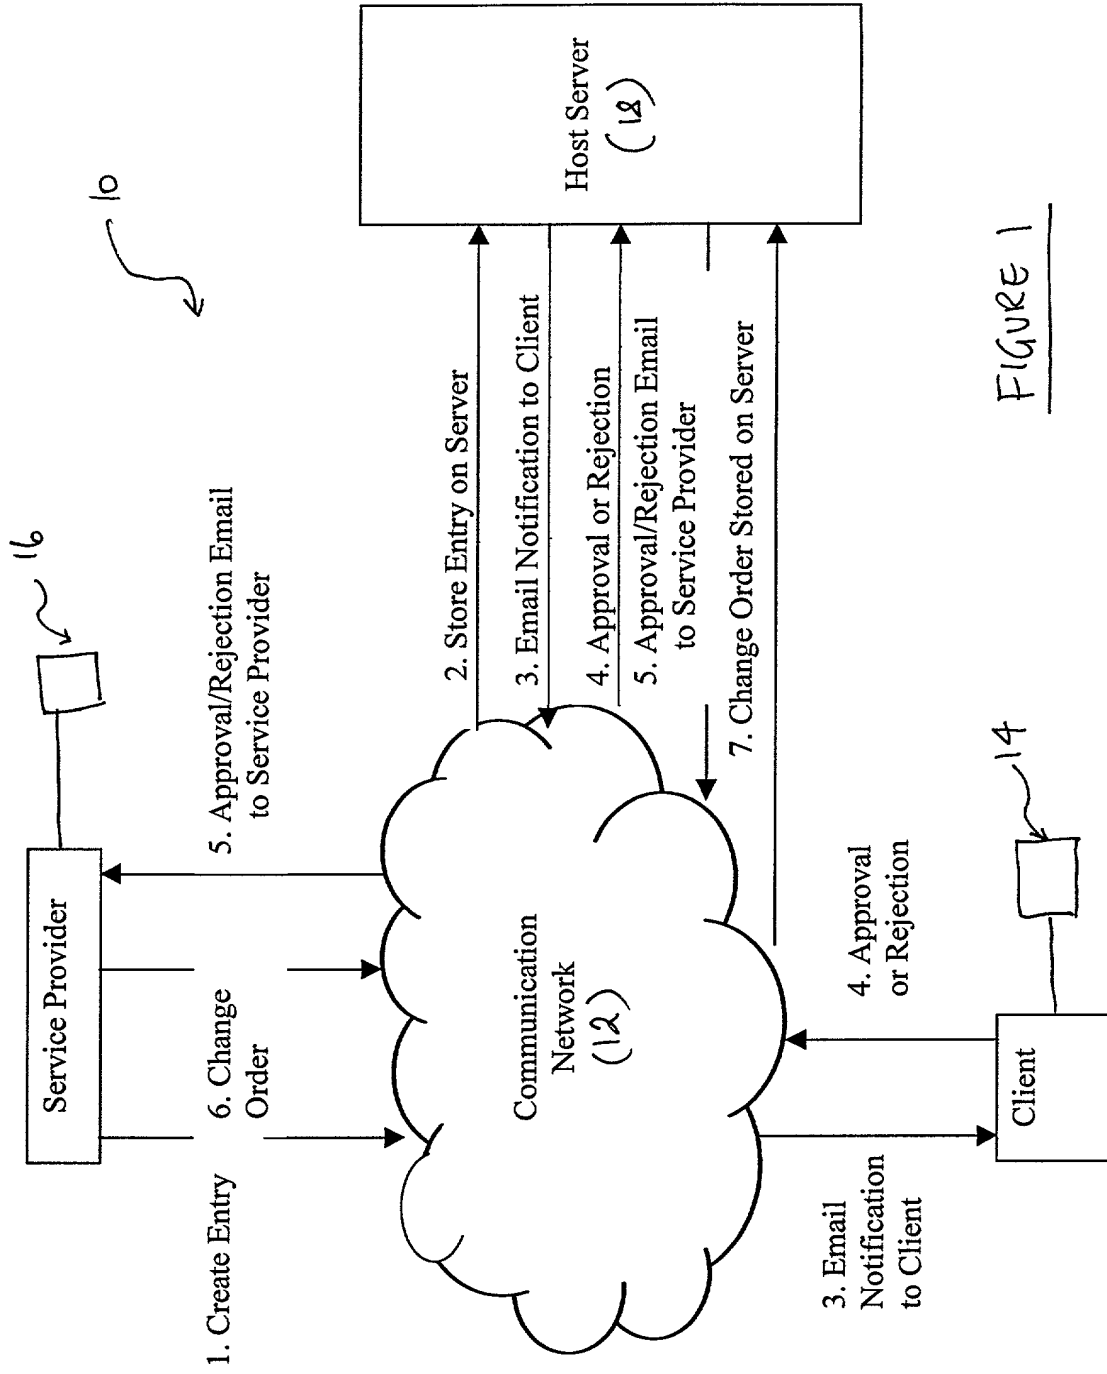 Service Provider
16
10
1. Create Entry
6. Change
Order
5. Approval/Rejection Email
to Service Provider
Communication
Network
(12)
2. Store Entry on Server
3. Email Notification to Client
4. Approval or Rejection
5. Approval/Rejection Email
to Service Provider
7. Change Order Stored on Server
Host Server
(18)
3. Email
Notification
to Client
4. Approval
or Rejection
Client
14
FIGURE 1